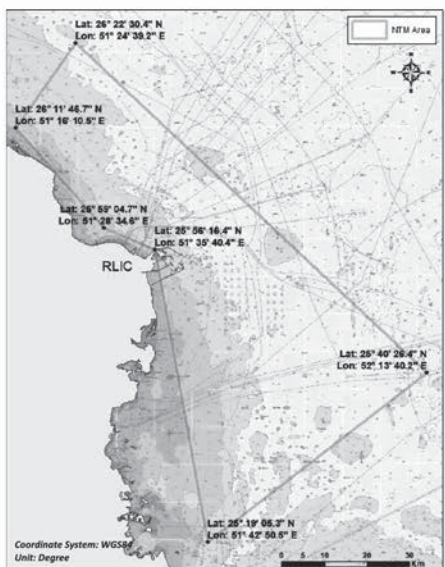 Lat: 26° 22' 30.4" N
Lon: 51° 24' 39.2" E
NTM Area
N
Lat: 26° 11' 46.7" N
Lon: 51° 16' 10.5" E
Lat: 25° 59' 04.7" N
Lon: 51° 28' 34.6" E
Lat: 25° 56' 16.4" N
Lon: 51° 35' 40.4" E
RLIC
Lat: 25° 40' 26.4" N
Lon: 52° 13' 40.2" E
Lat: 25° 19' 05.3" N
Lon: 51° 42' 50.5" E
Coordinate System: WGS84
Unit: Degree
0 5 10 20 30
Km